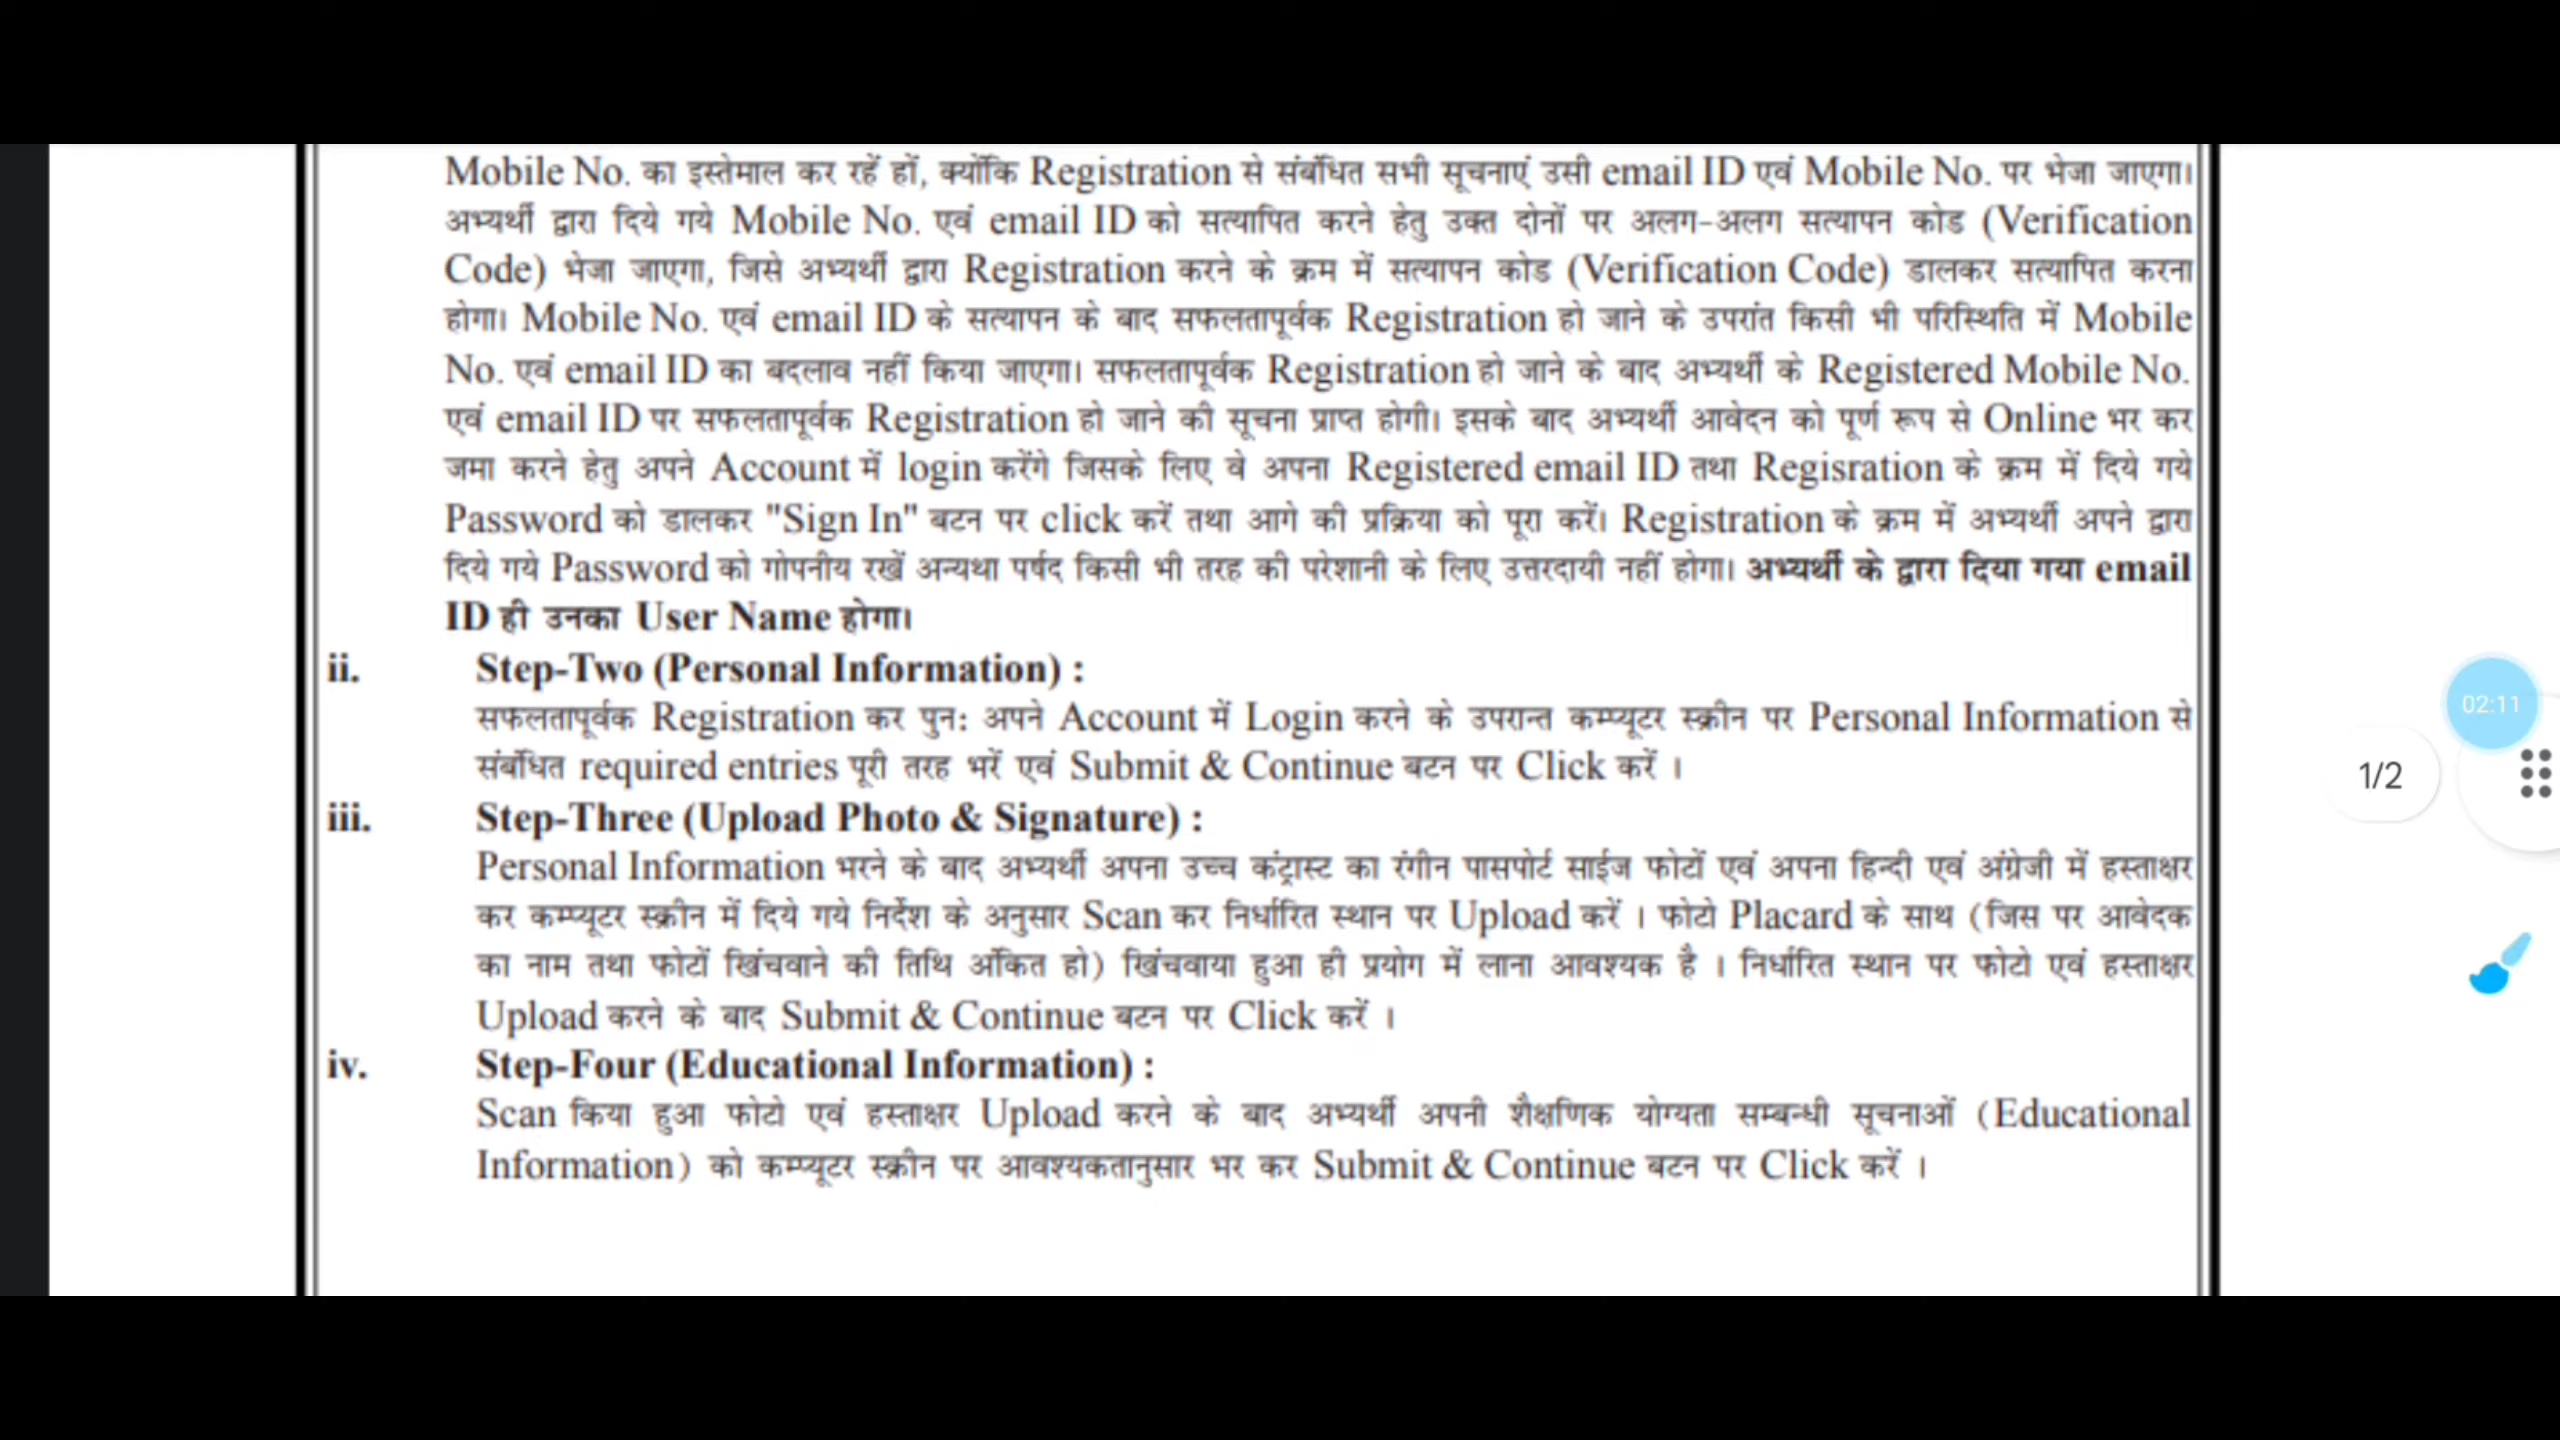 Mobile No. का इस्तेमाल कर रहें हों, क्योंकि Registration से संबंधित सभी सूचनाएं उसी email ID एवं Mobile No. पर भेजा जाएगा।
अभ्यर्थी द्वारा दिये गये Mobile No. एवं email ID को सत्यापित करने हेतु उक्त दोनों पर अलग-अलग सत्यापन कोड (Verification
Code) भेजा जाएगा, जिसे अभ्यर्थी द्वारा Registration करने के क्रम में सत्यापन कोड (Verification Code) डालकर सत्यापित करना
होगा। Mobile No. एवं email ID के सत्यापन के बाद सफलतापूर्वक Registration हो जाने के उपरांत किसी भी परिस्थिति में Mobile
No. एवं email ID का बदलाव नहीं किया जाएगा। सफलतापूर्वक Registration हो जाने के बाद अभ्यर्थी के Registered Mobile No.
एवं email ID पर सफलतापूर्वक Registration हो जाने की सूचना प्राप्त होगी। इसके बाद अभ्यर्थी आवेदन को पूर्ण रूप से Online भर कर
जमा करने हेतु अपने Account में login करेंगे जिसके लिए वे अपना Registered email ID तथा Regisration के क्रम में दिये गये
Password को डालकर "Sign In" बटन पर click करें तथा आगे की प्रक्रिया को पूरा करें। Registration के क्रम में अभ्यर्थी अपने द्वारा
दिये गये Password को गोपनीय रखें अन्यथा पर्षद किसी भी तरह की परेशानी के लिए उत्तरदायी नहीं होगा। अभ्यर्थी के द्वारा दिया गया email
ID ही उनका User Name होगा।
ii. Step-Two (Personal Information) :
सफलतापूर्वक Registration कर पुन: अपने Account में Login करने के उपरान्त कम्प्यूटर स्क्रीन पर Personal Information से
संबंधित required entries पूरी तरह भरें एवं Submit & Continue बटन पर Click करें ।
iii. Step-Three (Upload Photo & Signature) :
Personal Information भरने के बाद अभ्यर्थी अपना उच्च कंट्रास्ट का रंगीन पासपोर्ट साईज फोटों एवं अपना हिन्दी एवं अंग्रेजी में हस्ताक्षर
कर कम्प्यूटर स्क्रीन में दिये गये निर्देश के अनुसार Scan कर निर्धारित स्थान पर Upload करें । फोटो Placard के साथ (जिस पर आवेदक
का नाम तथा फोटों खिंचवाने की तिथि अंकित हो) खिंचवाया हुआ ही प्रयोग में लाना आवश्यक है । निर्धारित स्थान पर फोटो एवं हस्ताक्षर
Upload करने के बाद Submit & Continue बटन पर Click करें ।
iv. Step-Four (Educational Information) :
Scan किया हुआ फोटो एवं हस्ताक्षर Upload करने के बाद अभ्यर्थी अपनी शैक्षणिक योग्यता सम्बन्धी सूचनाओं (Educational
Information) को कम्प्यूटर स्क्रीन पर आवश्यकतानुसार भर कर Submit & Continue बटन पर Click करें ।
02:11
1/2